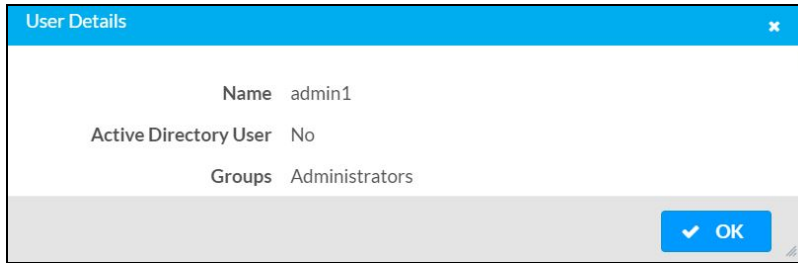 User Details
Name admin1
Active Directory User No
Groups Administrators
OK